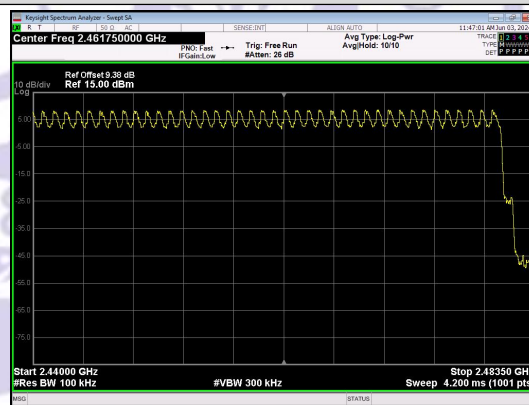 Keysight Spectrum Analyzer - Swept SA
R T RF 50 Ω AC SENSE:INT ALIGN AUTO 11:47:01 AM Jun 03, 202
Center Freq 2.461750000 GHz
Avg Type: Log-Pwr TRACE 1 2 3 4 5
PNO: Fast Trig: Free Run Avg|Hold: 10/10 TYPE M
IFGain:Low #Atten: 26 dB DET P P P P P
Ref Offset 9.38 dB
10 dB/div Ref 15.00 dBm
Log
5.00
-5.00
-15.0
-25.0
-35.0
-45.0
-55.0
-65.0
-75.0
Start 2.44000 GHz Stop 2.48350 GH
#Res BW 100 kHz #VBW 300 kHz Sweep 4.200 ms (1001 pts
MSG STATUS